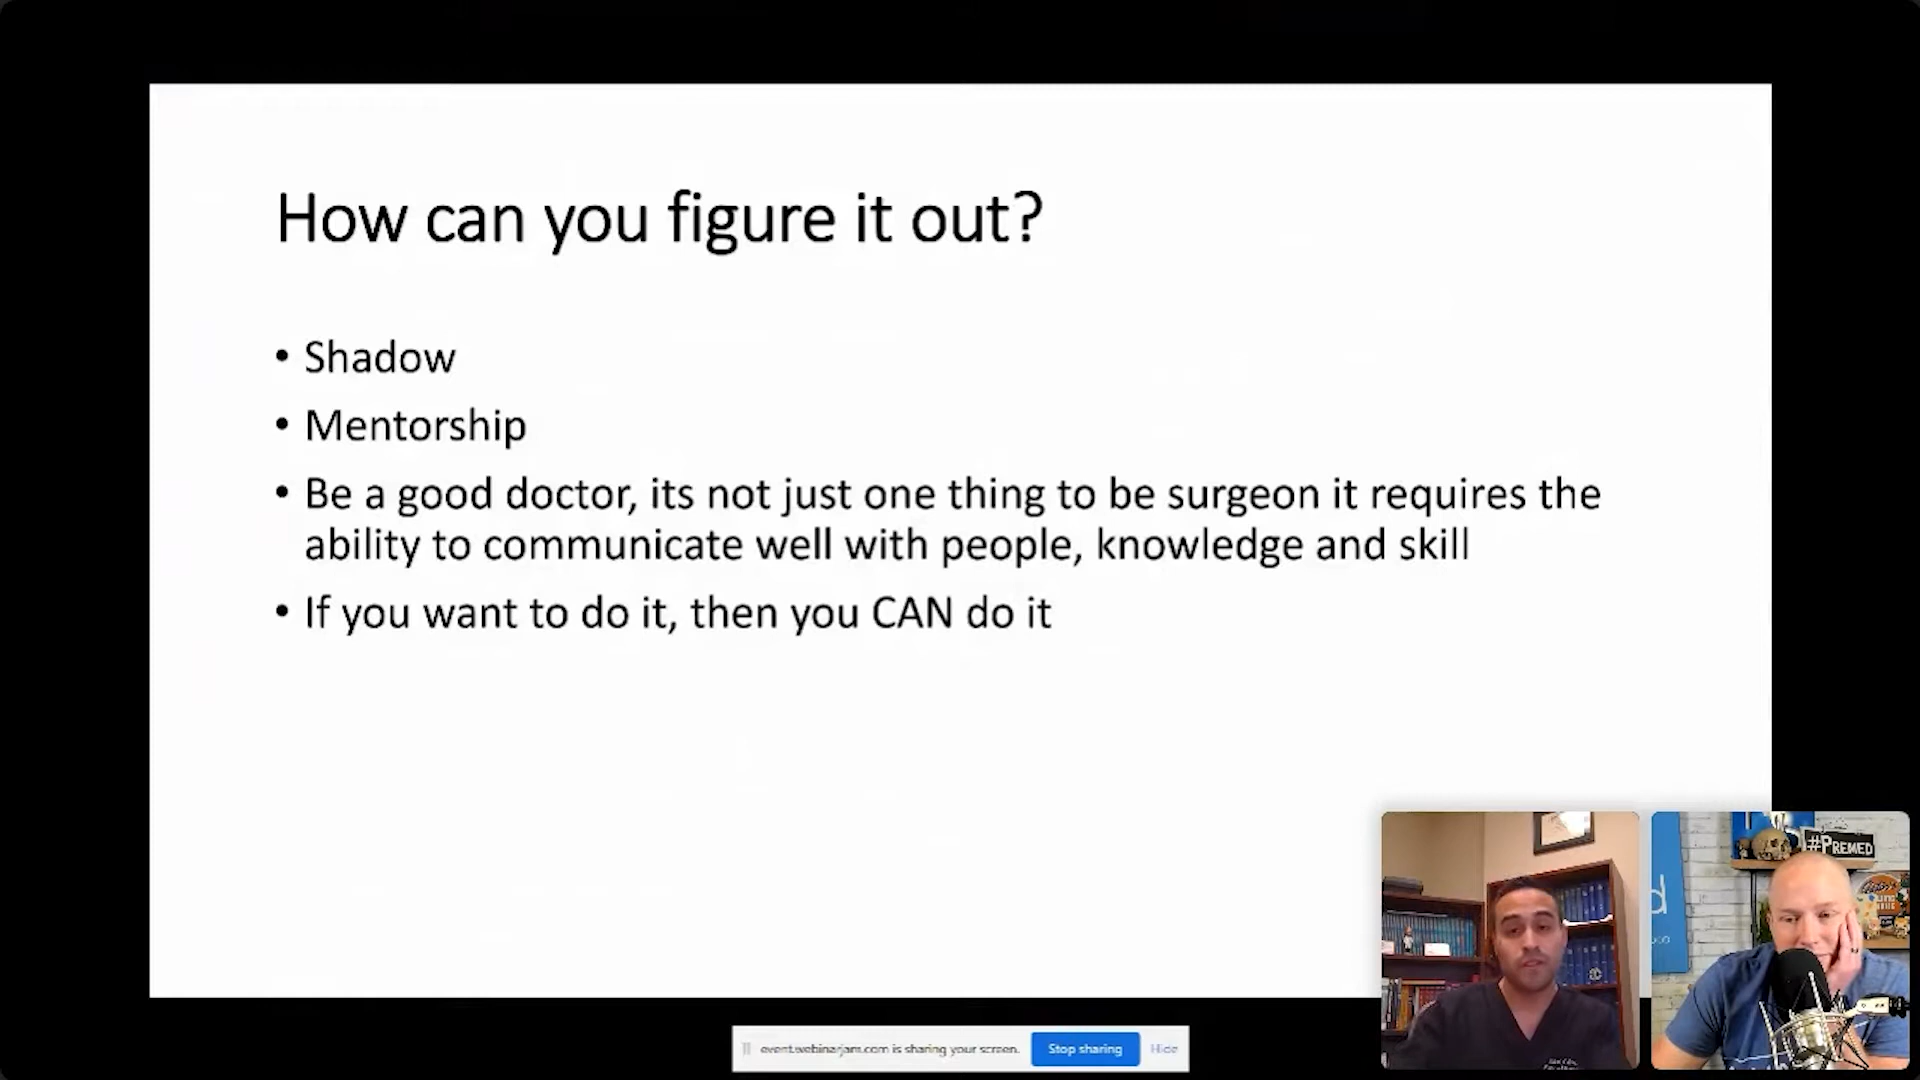 How can you figure it out?
• Shadow
• Mentorship
• Be a good doctor, its not just one thing to be surgeon it requires the
ability to communicate well with people, knowledge and skill
• If you want to do it, then you CAN do it
#PREMED
d
event.webinarjam.com is sharing your screen.
Stop sharing
Hide